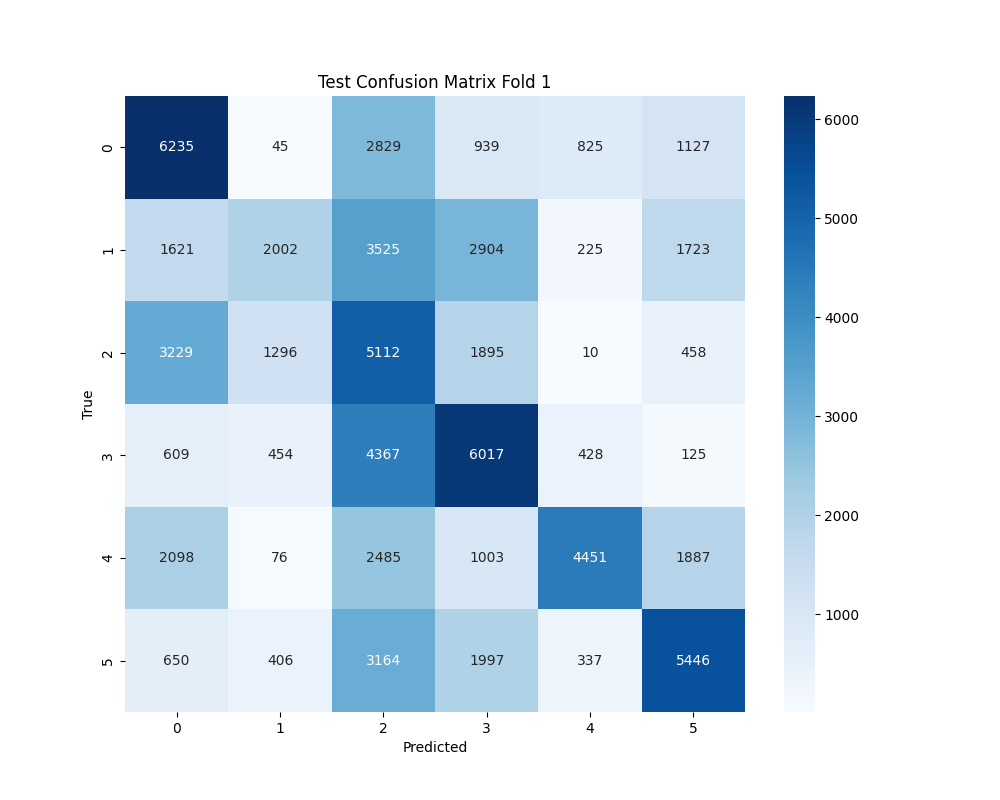 Test Confusion Matrix Fold 1
0 6235 45 2829 939 825 1127
1 1621 2002 3525 2904 225 1723
2 3229 1296 5112 1895 10 458
3 609 454 4367 6017 428 125
4 2098 76 2485 1003 4451 1887
5 650 406 3164 1997 337 5446
0 1 2 3 4 5
Predicted
True
6000
5000
4000
3000
2000
1000